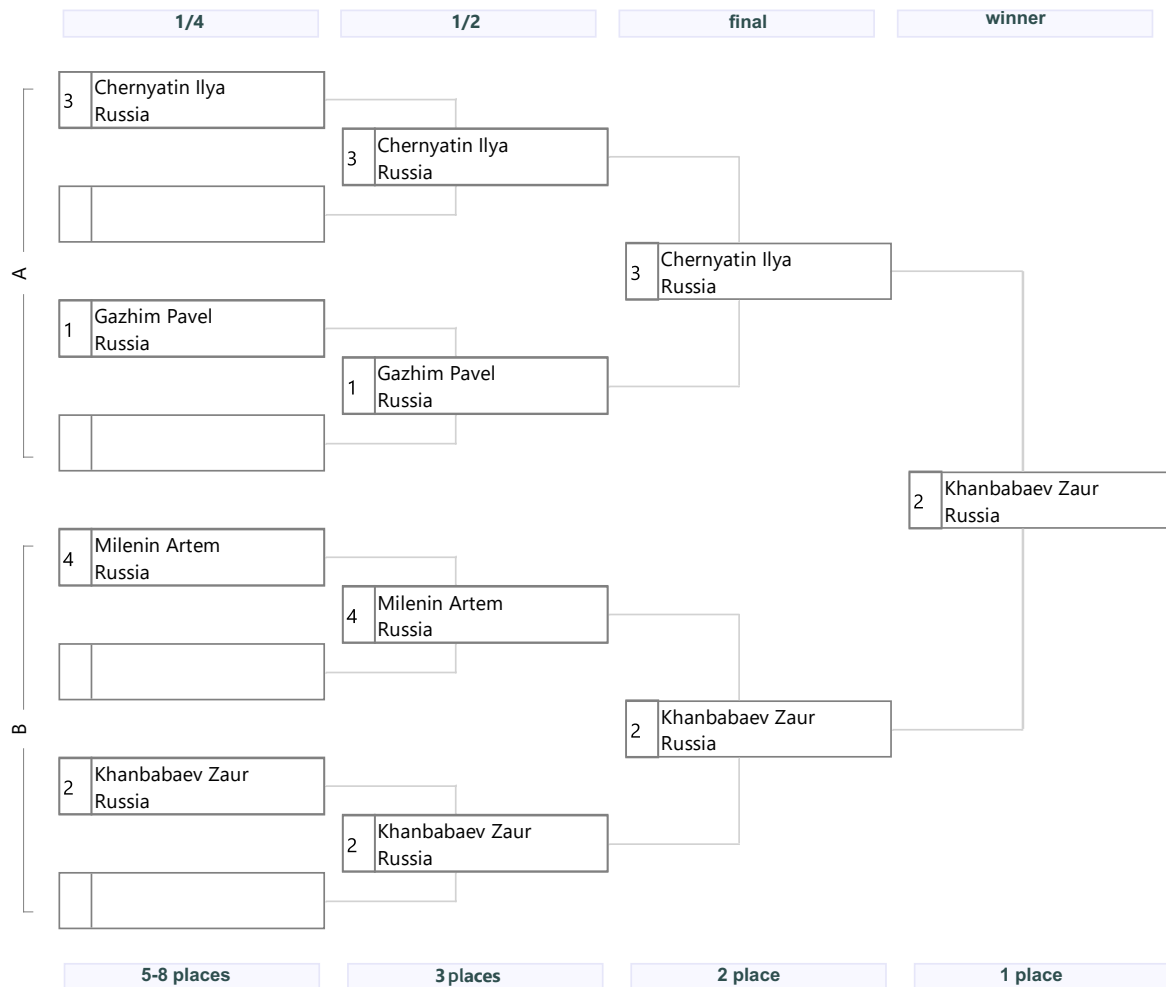 1/4
1/2
final
winner
3
Chernyatin Ilya
Russia
3
Chernyatin Ilya
Russia
3
Chernyatin Ilya
Russia
A
1
Gazhim Pavel
Russia
1
Gazhim Pavel
Russia
2
Khanbabaev Zaur
Russia
4
Milenin Artem
Russia
4
Milenin Artem
Russia
2
Khanbabaev Zaur
Russia
B
2
Khanbabaev Zaur
Russia
2
Khanbabaev Zaur
Russia
5-8 places
3 places
2 place
1 place